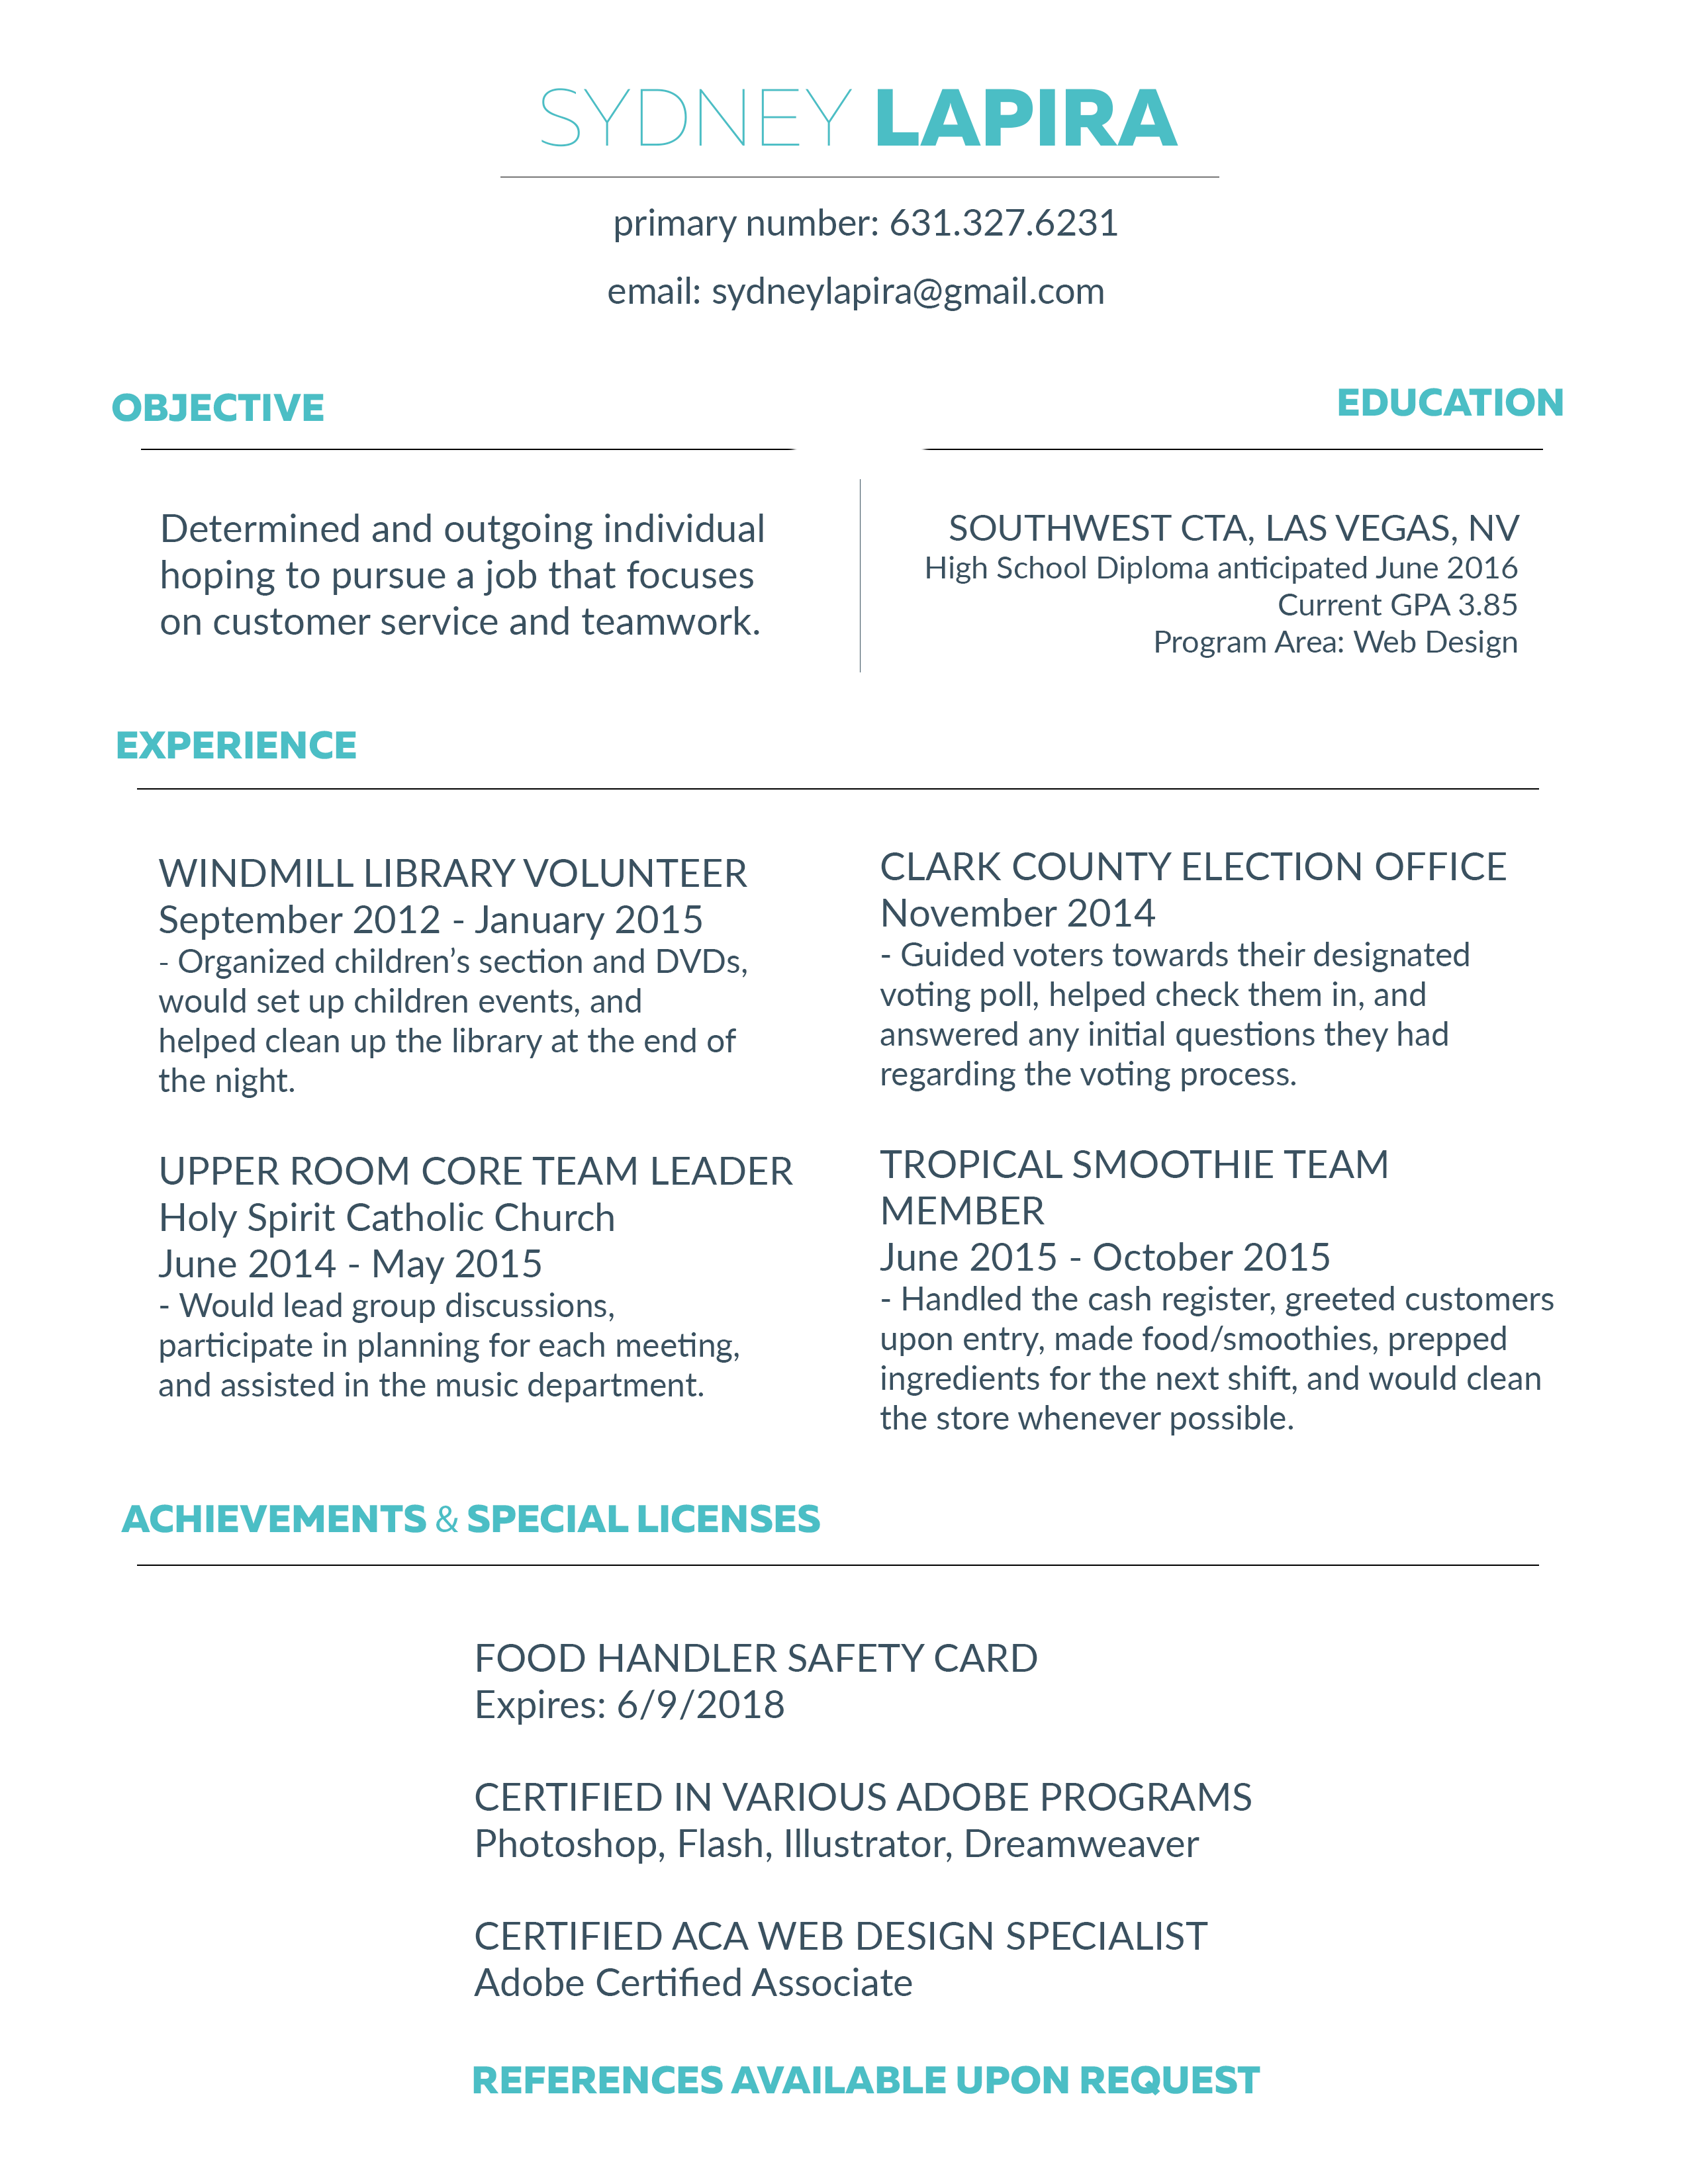 SYDNEY LAPIRA
primary number: 631.327.6231
email: sydneylapira@gmail.com
OBJECTIVE
Determined and outgoing individual
hoping to pursue a job that focuses
on customer service and teamwork.
EDUCATION
SOUTHWEST CTA, LAS VEGAS, NV
High School Diploma anticipated June 2016
Current GPA 3.85
Program Area: Web Design
EXPERIENCE
WINDMILL LIBRARY VOLUNTEER
September 2012 - January 2015
- Organized children’s section and DVDs,
would set up children events, and
helped clean up the library at the end of
the night.
UPPER ROOM CORE TEAM LEADER
Holy Spirit Catholic Church
June 2014 - May 2015
- Would lead group discussions,
participate in planning for each meeting,
and assisted in the music department.
CLARK COUNTY ELECTION OFFICE
November 2014
- Guided voters towards their designated
voting poll, helped check them in, and
answered any initial questions they had
regarding the voting process.
TROPICAL SMOOTHIE TEAM
MEMBER
June 2015 - October 2015
- Handled the cash register, greeted customers
upon entry, made food/smoothies, prepped
ingredients for the next shift, and would clean
the store whenever possible.
ACHIEVEMENTS & SPECIAL LICENSES
FOOD HANDLER SAFETY CARD
Expires: 6/9/2018
CERTIFIED IN VARIOUS ADOBE PROGRAMS
Photoshop, Flash, Illustrator, Dreamweaver
CERTIFIED ACA WEB DESIGN SPECIALIST
Adobe Certified Associate
REFERENCES AVAILABLE UPON REQUEST